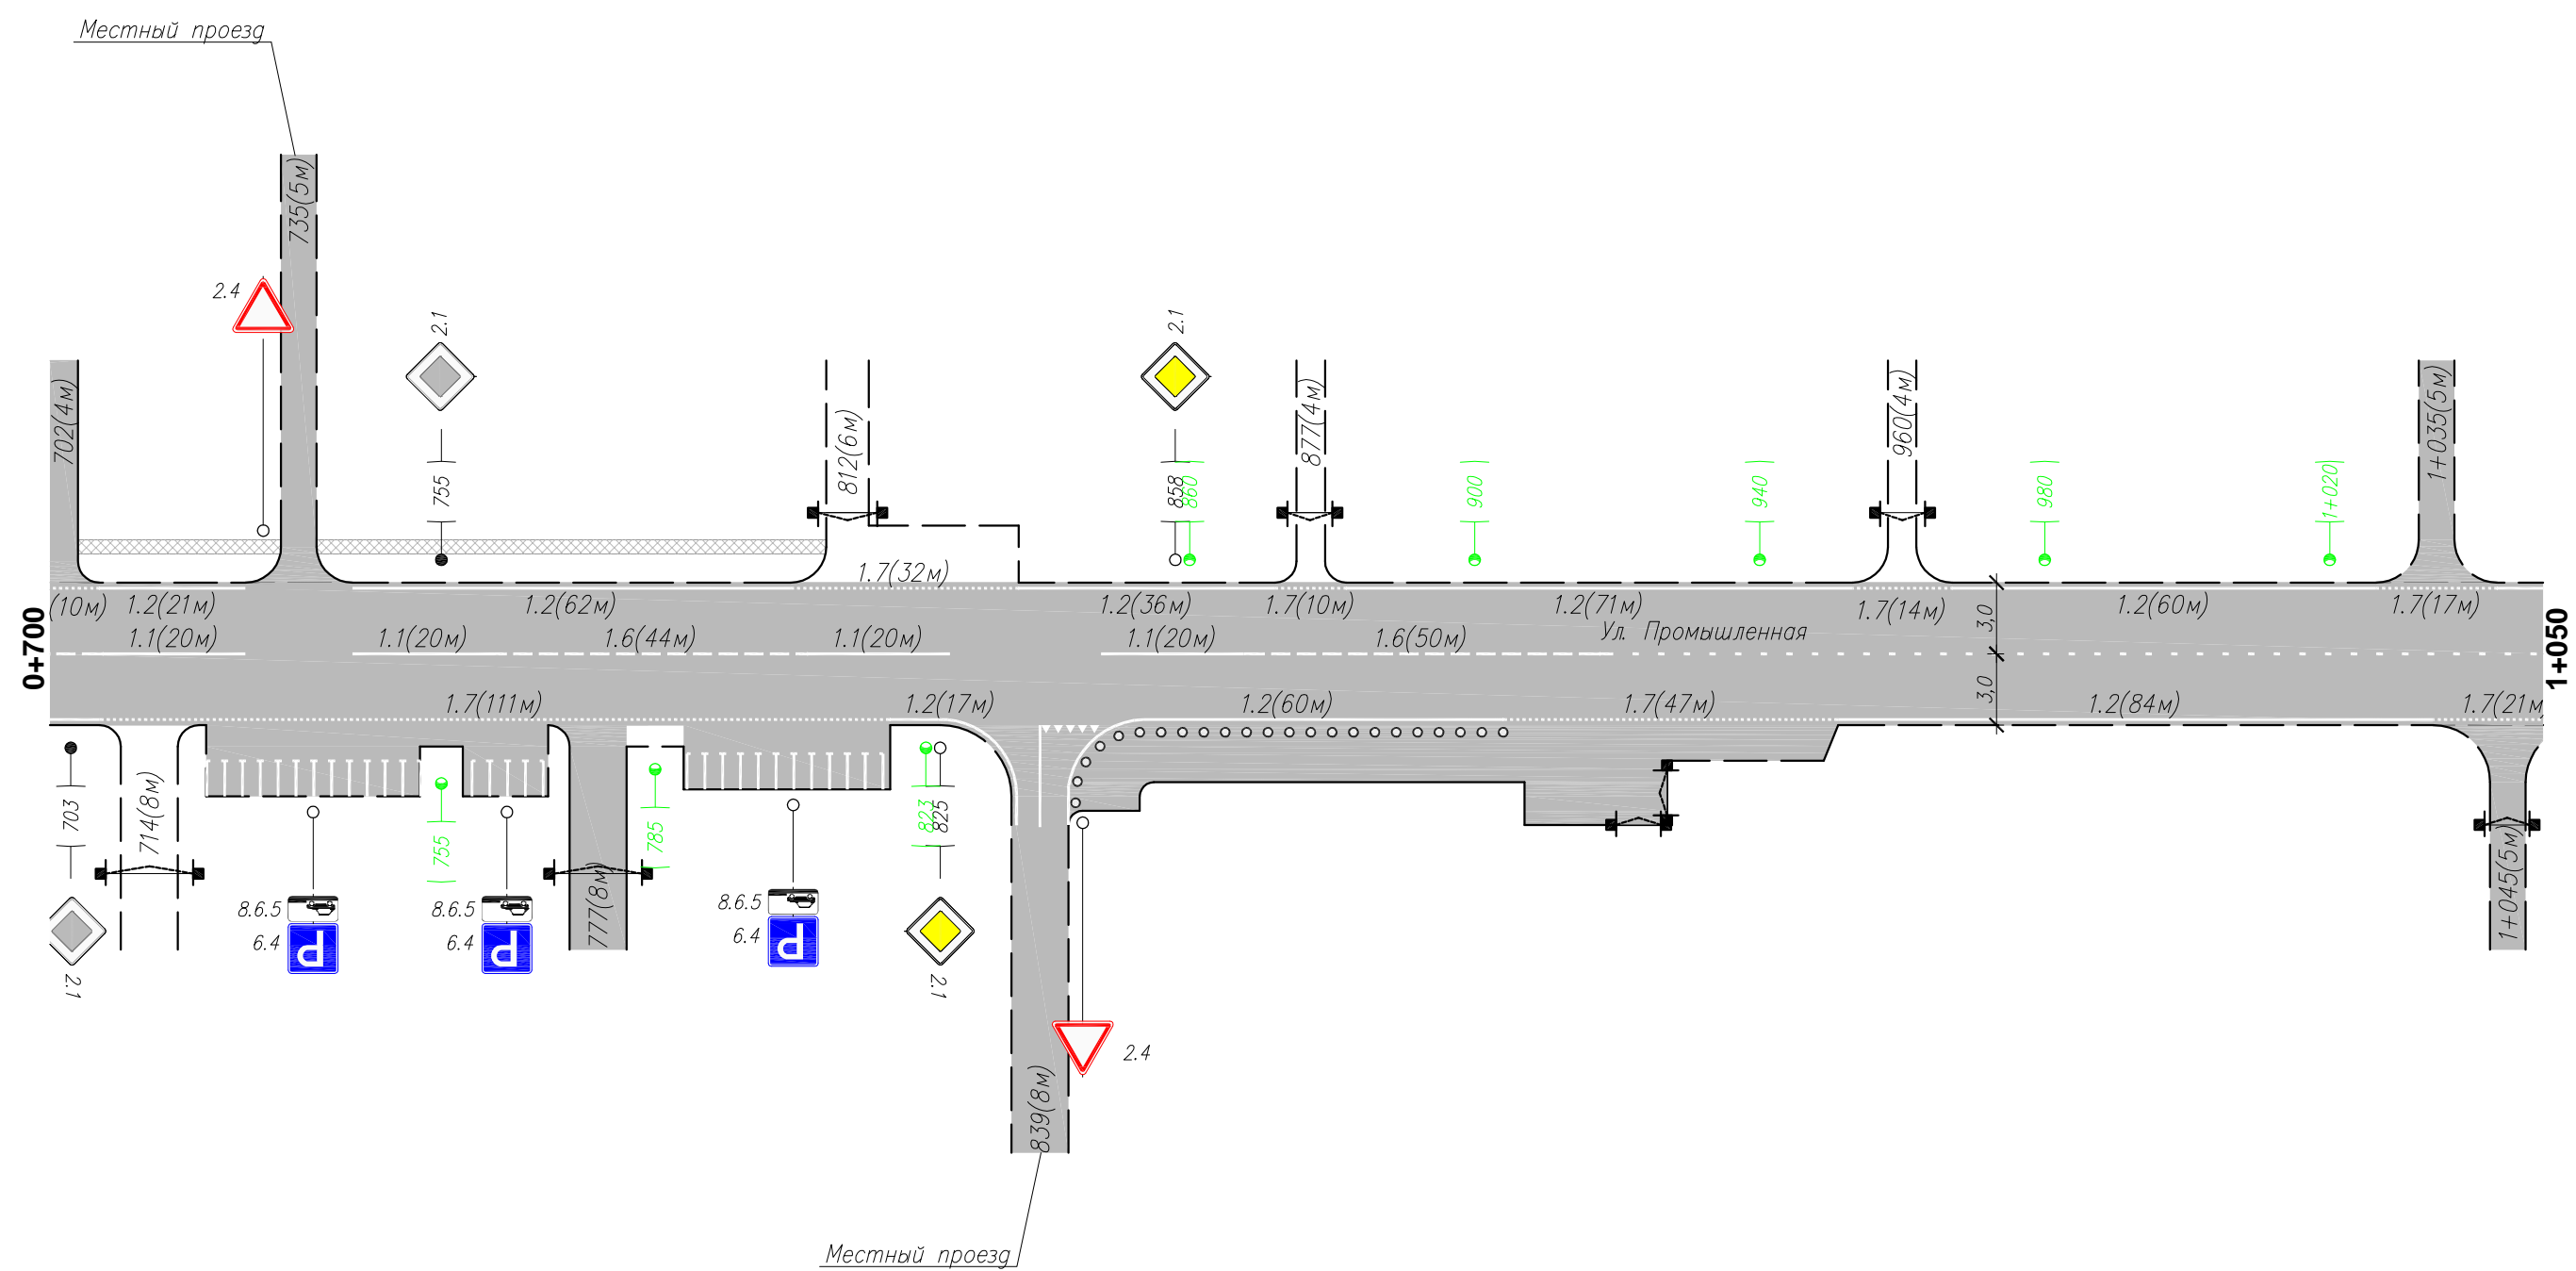 Местный проезд
735(5м)
2.4
2.1
2.1
702(4м)
755
812(6м)
858
860
877(4м)
900
940
960(4м)
980
1+020
1+035(5м)
1.7(32м)
(10м)
1.2(21м)
1.2(62м)
1.2(36м)
1.7(10м)
1.2(71м)
1.7(14м)
1.2(60м)
1.7(17м)
0+700
1.1(20м)
1.1(20м)
1.6(44м)
1.1(20м)
1.1(20м)
1.6(50м)
Ул. Промышленная
3,0
3,0
1+050
1.7(111м)
1.2(17м)
1.2(60м)
1.7(47м)
1.2(84м)
1.7(21м
703
714(8м)
755
785
823
825
777(8м)
1+045(5м)
8.6.5
6.4
P
8.6.5
6.4
P
8.6.5
6.4
P
2.1
2.1
2.4
839(8м)
Местный проезд